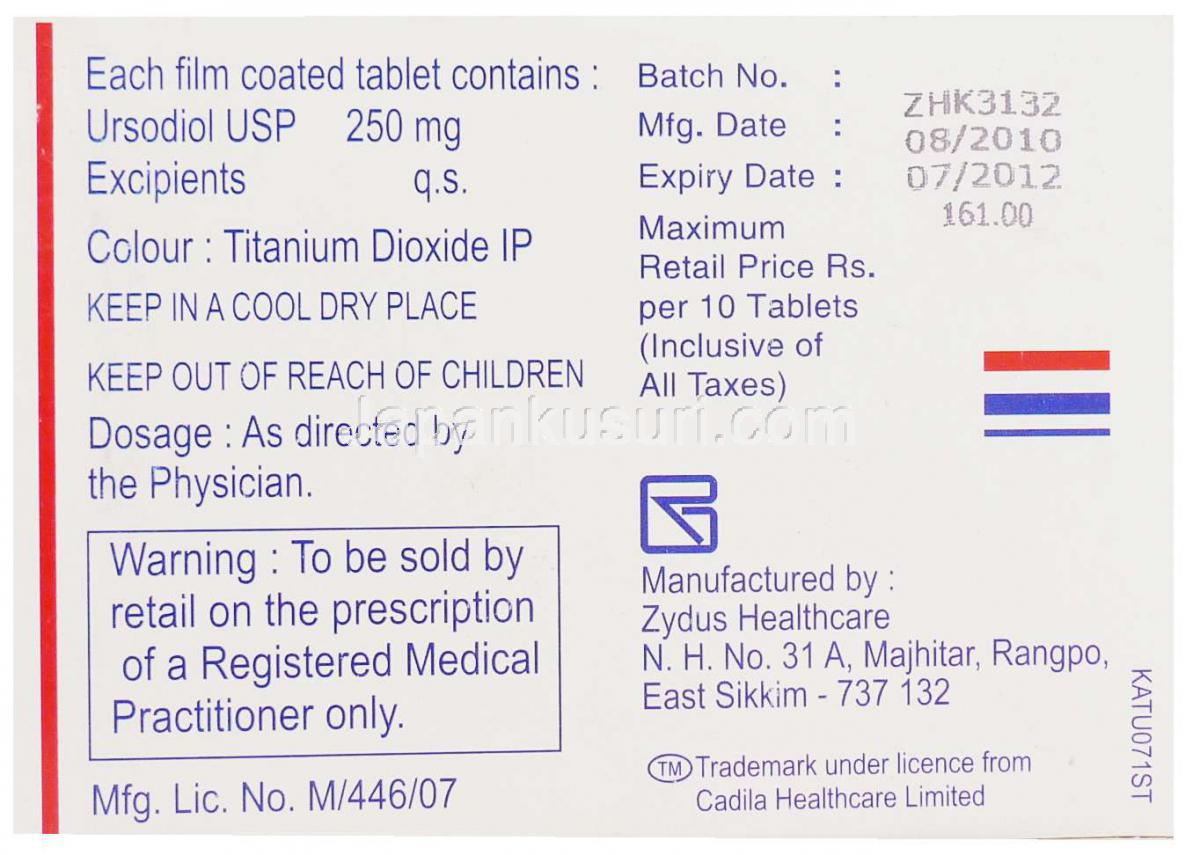 Each film coated tablet contains :
Ursodiol USP 250 mg
Excipients q.s.
Colour : Titanium Dioxide IP
KEEP IN A COOL DRY PLACE
KEEP OUT OF REACH OF CHILDREN
Dosage : As directed by
the Physician.
Warning : To be sold by
retail on the prescription
of a Registered Medical
Practitioner only.
Mfg. Lic. No. M/446/07
Batch No. : ZHK3132
Mfg. Date : 08/2010
Expiry Date : 07/2012
161.00
Maximum
Retail Price Rs.
per 10 Tablets
(Inclusive of
All Taxes)
Japankusuri.com
Manufactured by :
Zydus Healthcare
N. H. No. 31 A, Majhitar, Rangpo,
East Sikkim - 737 132
TM Trademark under licence from
Cadila Healthcare Limited
KATU071ST